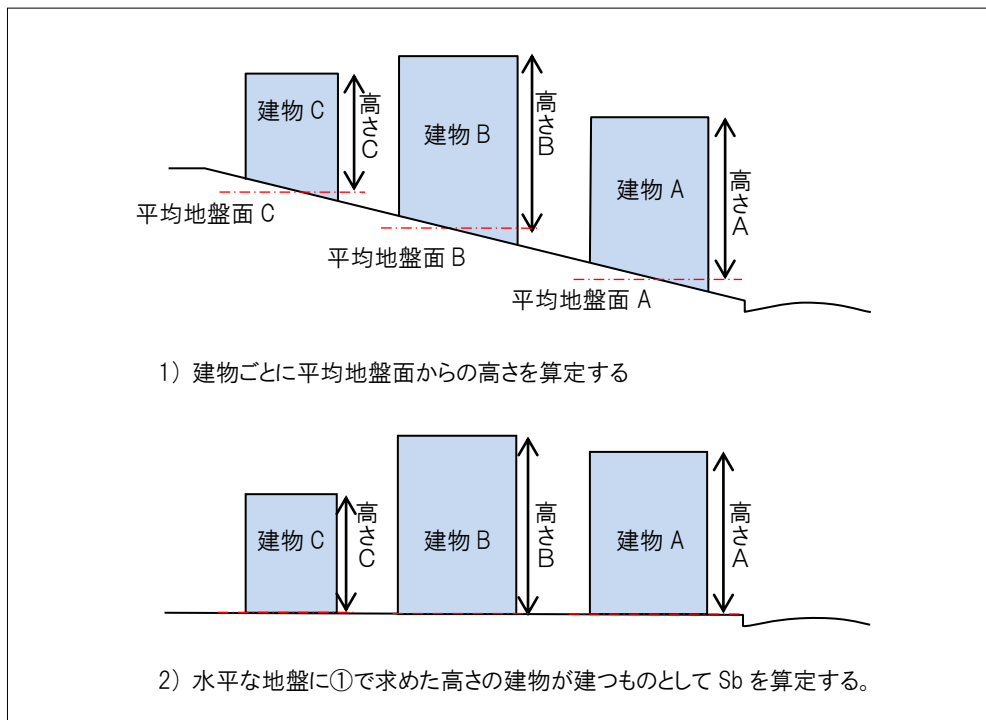 建物 C
高さC
建物 B
高さB
建物 A
高さA
平均地盤面 C
平均地盤面 B
平均地盤面 A
1） 建物ごとに平均地盤面からの高さを算定する
建物 C
高さC
建物 B
高さB
建物 A
高さA
2） 水平な地盤に①で求めた高さの建物が建つものとして Sb を算定する。